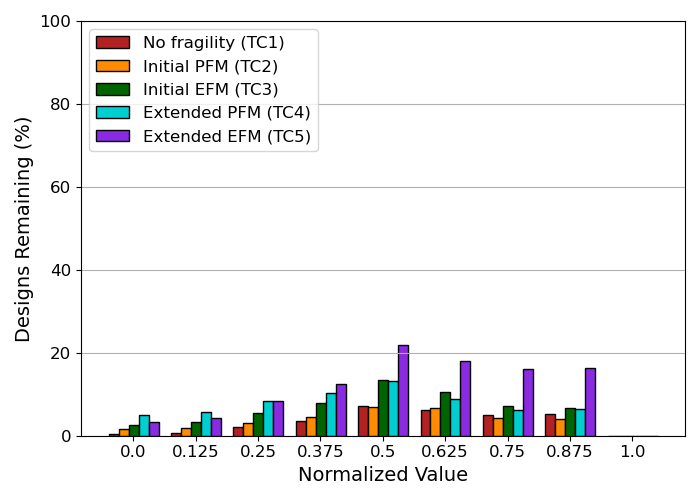 100
80
60
40
20
0
Designs Remaining (%)
No fragility (TC1)
Initial PFM (TC2)
Initial EFM (TC3)
Extended PFM (TC4)
Extended EFM (TC5)
0.0 0.125 0.25 0.375 0.5 0.625 0.75 0.875 1.0
Normalized Value